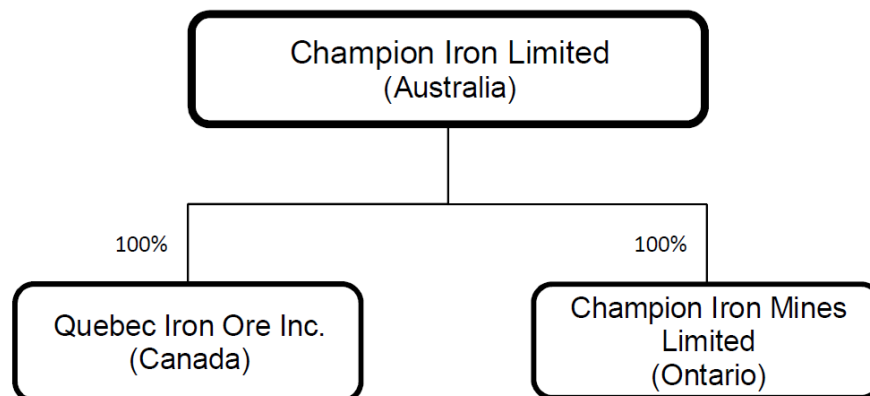 Champion Iron Limited
(Australia)
100%
100%
Quebec Iron Ore Inc.
(Canada)
Champion Iron Mines
Limited
(Ontario)